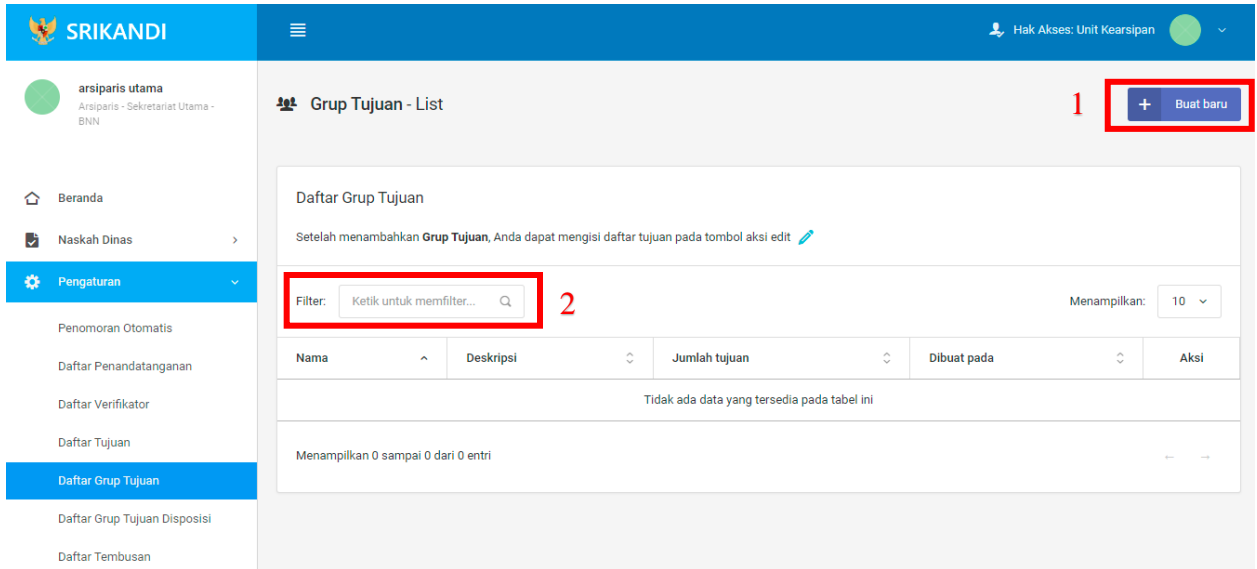 SRIKANDI
Hak Akses: Unit Kearsipan
arsiparis utama
Arsiparis - Sekretariat Utama -
BNN
Grup Tujuan - List
1
+ Buat baru
Beranda
Naskah Dinas
Pengaturan
Penomoran Otomatis
Daftar Penandatanganan
Daftar Verifikator
Daftar Tujuan
Daftar Grup Tujuan
Daftar Grup Tujuan Disposisi
Daftar Tembusan
Daftar Grup Tujuan
Setelah menambahkan Grup Tujuan, Anda dapat mengisi daftar tujuan pada tombol aksi edit
Filter: Ketik untuk memfilter...
2
Menampilkan: 10
Nama Deskripsi Jumlah tujuan Dibuat pada Aksi
Tidak ada data yang tersedia pada tabel ini
Menampilkan 0 sampai 0 dari 0 entri
← →